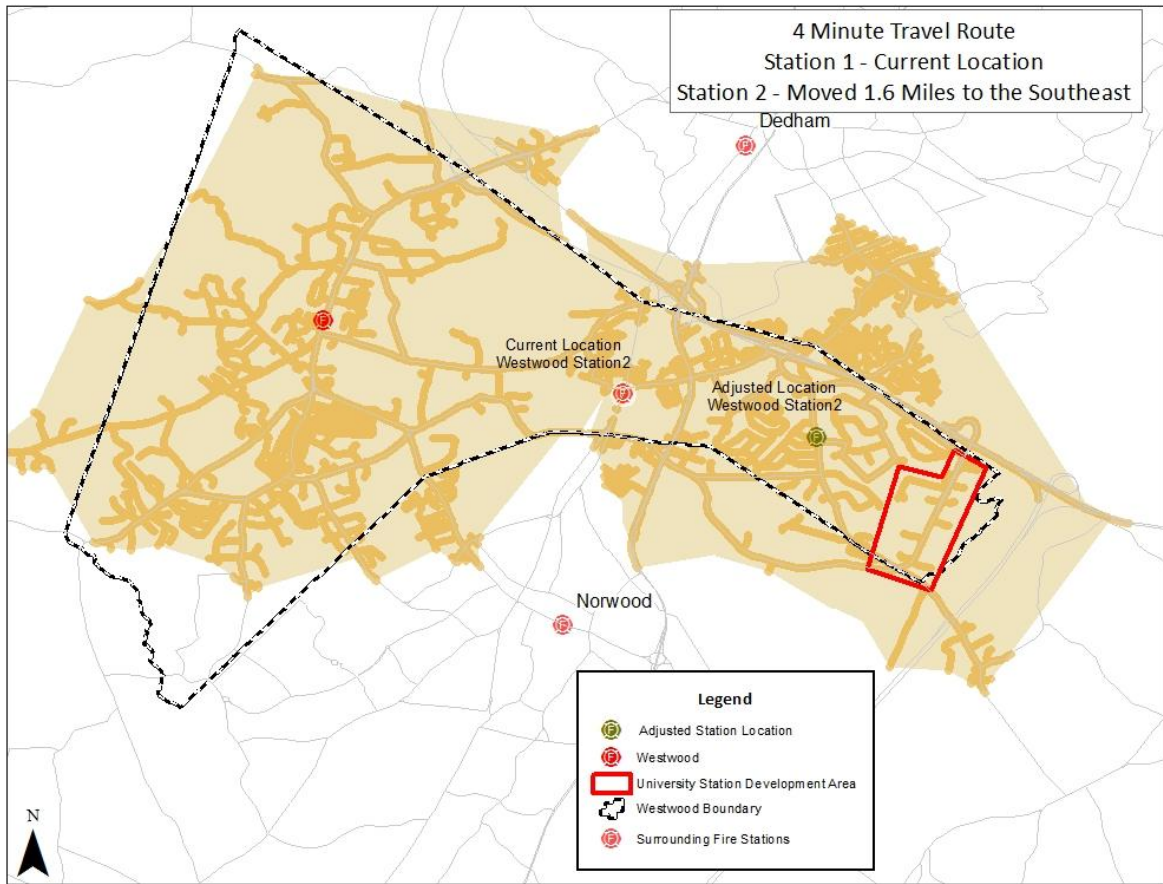 4 Minute Travel Route
Station 1 - Current Location
Station 2 - Moved 1.6 Miles to the Southeast
Dedham
Current Location
Westwood Station2
Adjusted Location
Westwood Station2
Norwood
Legend
Adjusted Station Location
Westwood
University Station Development Area
Westwood Boundary
Surrounding Fire Stations
N
F
F
F
F
F
F
F
F